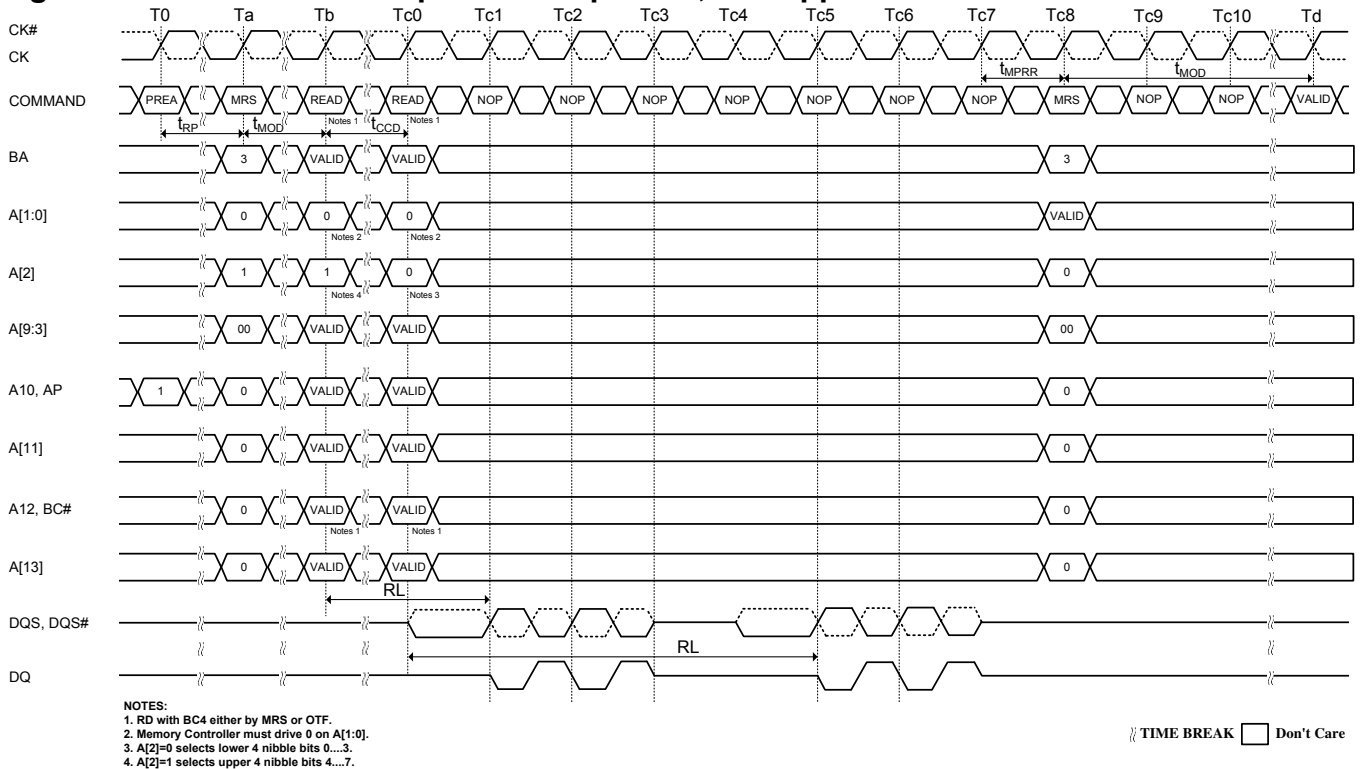 T0 Ta Tb Tc0 Tc1 Tc2 Tc3 Tc4 Tc5 Tc6 Tc7 Tc8 Tc9 Tc10 Td
CK#
CK
tMPRR tMOD
COMMAND PREA MRS READ READ NOP NOP NOP NOP NOP NOP NOP MRS NOP NOP VALID
Notes 1 Notes 1
tRP tMOD tCCD
BA 3 VALID VALID 3
A[1:0] 0 0 0 VALID
Notes 2 Notes 2
A[2] 1 1 0 0
Notes 4 Notes 3
A[9:3] 00 VALID VALID 00
A10, AP 1 0 VALID VALID 0
A[11] 0 VALID VALID 0
A12, BC# 0 VALID VALID 0
Notes 1 Notes 1
A[13] 0 VALID VALID 0
RL
DQS, DQS#
RL
DQ
NOTES:
1. RD with BC4 either by MRS or OTF.
2. Memory Controller must drive 0 on A[1:0].
3. A[2]=0 selects lower 4 nibble bits 0....3.
4. A[2]=1 selects upper 4 nibble bits 4....7.
TIME BREAK Don't Care